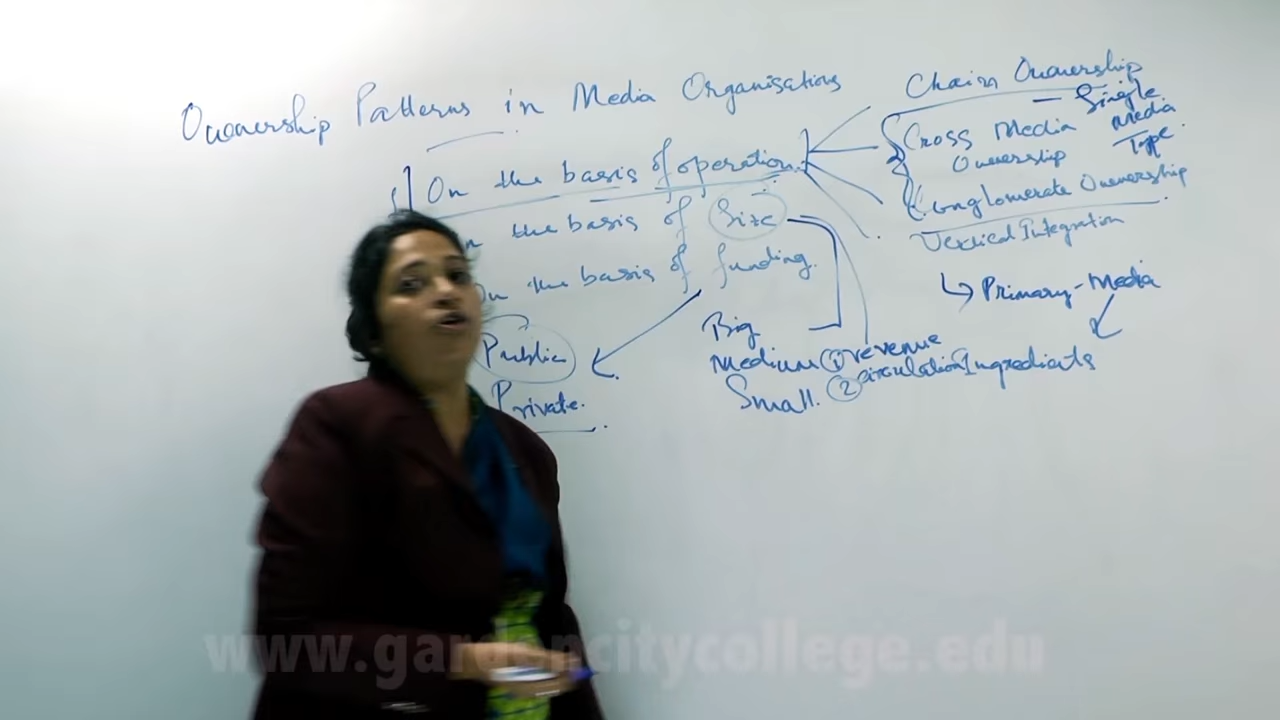 Ownership Patterns in Media Organisations
On the basis of operation.
On the basis of Size
On the basis of funding.
Public
Private.
Big
Medium
Small.
① revenue
② circulation
Chain Ownership
— Single
Media
Type.
Cross Media
Ownership
Conglomerate Ownership
Vertical Integration
Primary-Media
Ingredients
www.gardencitycollege.edu